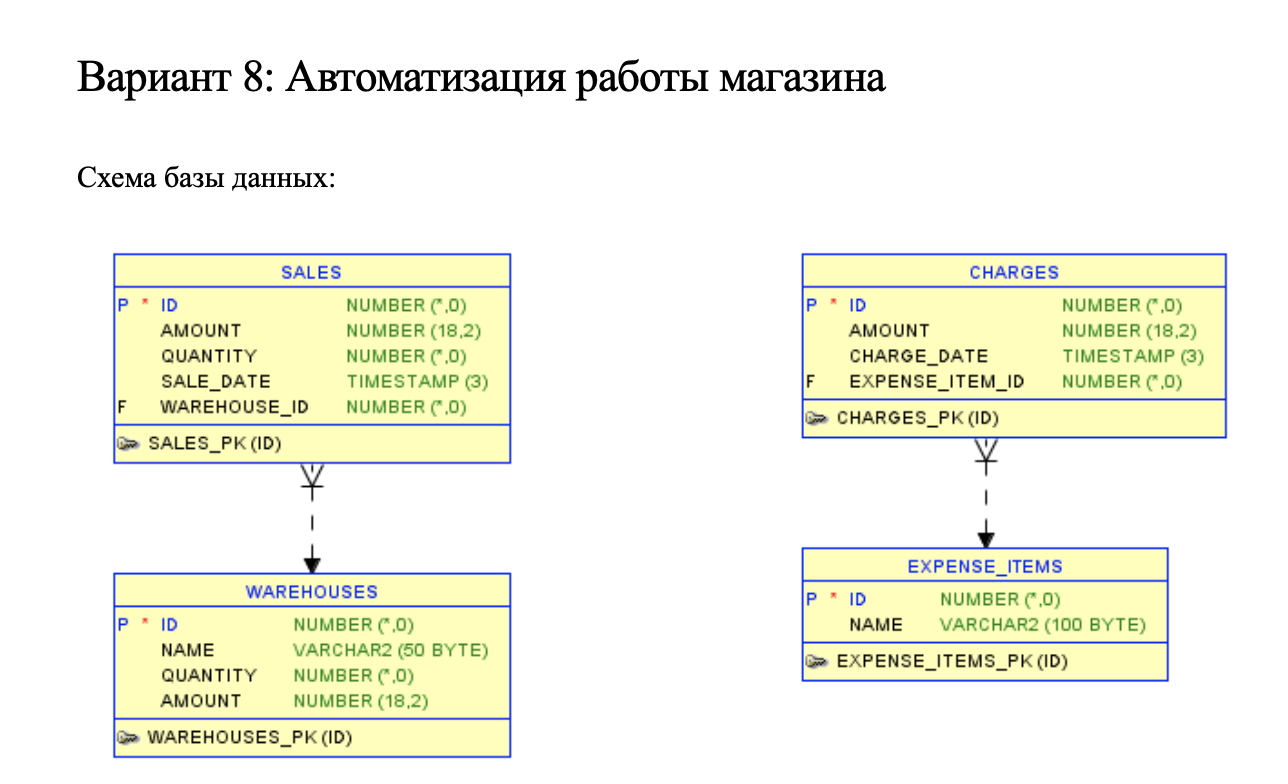 Вариант 8: Автоматизация работы магазина
Схема базы данных:
SALES
P * ID NUMBER (*,0)
AMOUNT NUMBER (18,2)
QUANTITY NUMBER (*,0)
SALE_DATE TIMESTAMP (3)
F WAREHOUSE_ID NUMBER (*,0)
SALES_PK (ID)
WAREHOUSES
P * ID NUMBER (*,0)
NAME VARCHAR2 (50 BYTE)
QUANTITY NUMBER (*,0)
AMOUNT NUMBER (18,2)
WAREHOUSES_PK (ID)
CHARGES
P * ID NUMBER (*,0)
AMOUNT NUMBER (18,2)
CHARGE_DATE TIMESTAMP (3)
F EXPENSE_ITEM_ID NUMBER (*,0)
CHARGES_PK (ID)
EXPENSE_ITEMS
P * ID NUMBER (*,0)
NAME VARCHAR2 (100 BYTE)
EXPENSE_ITEMS_PK (ID)